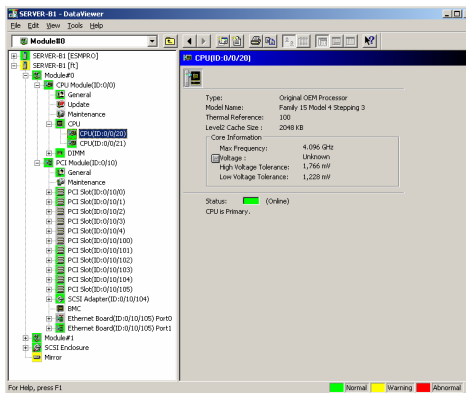 SERVER-B1 - DataViewer
File Edit View Tools Help
Module#0
SERVER-B1 [ESMPRO]
SERVER-B1 [ft]
Module#0
CPU Module(ID:0/0)
General
Update
Maintenance
CPU
CPU(ID:0/0/20)
CPU(ID:0/0/21)
DIMM
PCI Module(ID:0/10)
General
Maintenance
PCI Slot(ID:0/10/0)
PCI Slot(ID:0/10/1)
PCI Slot(ID:0/10/2)
PCI Slot(ID:0/10/3)
PCI Slot(ID:0/10/4)
PCI Slot(ID:0/10/100)
PCI Slot(ID:0/10/101)
PCI Slot(ID:0/10/102)
PCI Slot(ID:0/10/103)
PCI Slot(ID:0/10/104)
PCI Slot(ID:0/10/105)
SCSI Adapter(ID:0/10/104)
BMC
Ethernet Board(ID:0/10/105) Port0
Ethernet Board(ID:0/10/105) Port1
Module#1
SCSI Enclosure
Mirror
CPU(ID:0/0/20)
Type: Original OEM Processor
Model Name: Family 15 Model 4 Stepping 3
Thermal Reference: 100
Level2 Cache Size : 2048 KB
Core Information
Max Frequency: 4.096 GHz
Voltage : Unknown
High Voltage Tolerance: 1,766 mV
Low Voltage Tolerance: 1,228 mV
Status: (Online)
CPU is Primary.
For Help, press F1
Normal Warning Abnormal